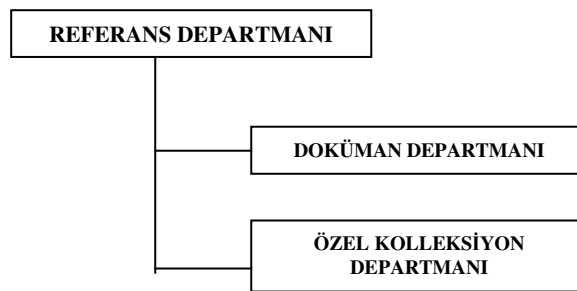 REFERANS DEPARTMANI
DOKÜMAN DEPARTMANI
ÖZEL KOLLEKSİYON
DEPARTMANI